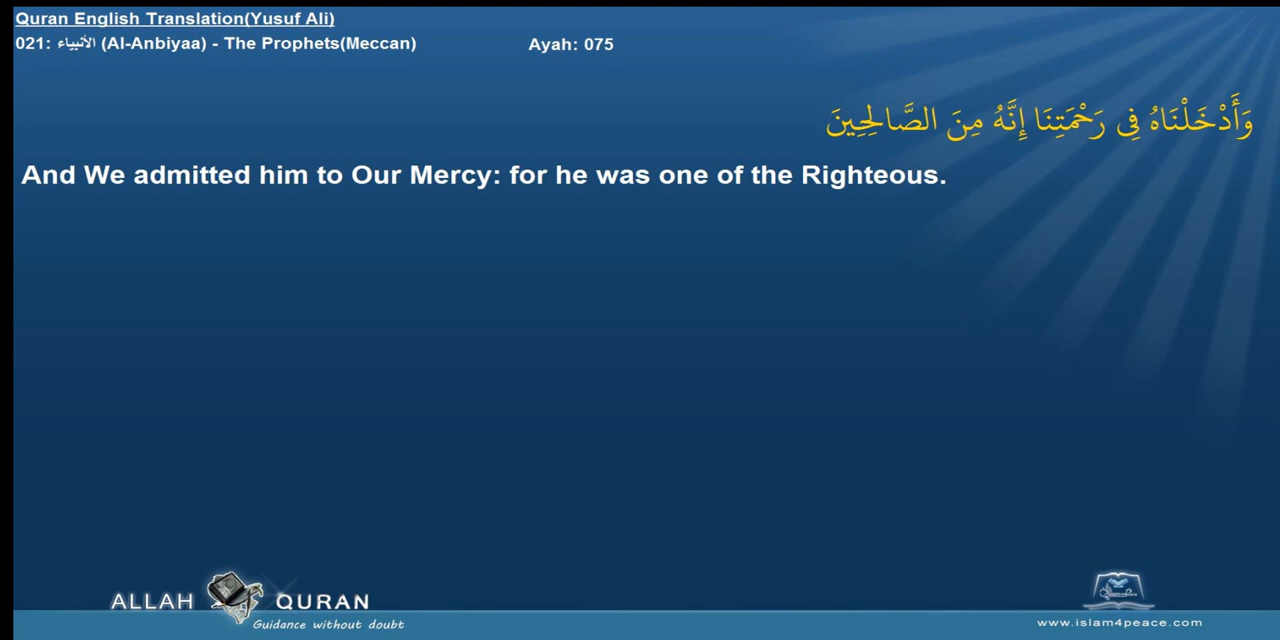 Quran English Translation(Yusuf Ali)
021: الأنبياء (Al-Anbiyaa) - The Prophets(Meccan) Ayah: 075
وَأَدْخَلْنَاهُ فِي رَحْمَتِنَا إِنَّهُ مِنَ الصَّالِحِينَ
And We admitted him to Our Mercy: for he was one of the Righteous.
ALLAH QURAN
Guidance without doubt
www.islam4peace.com